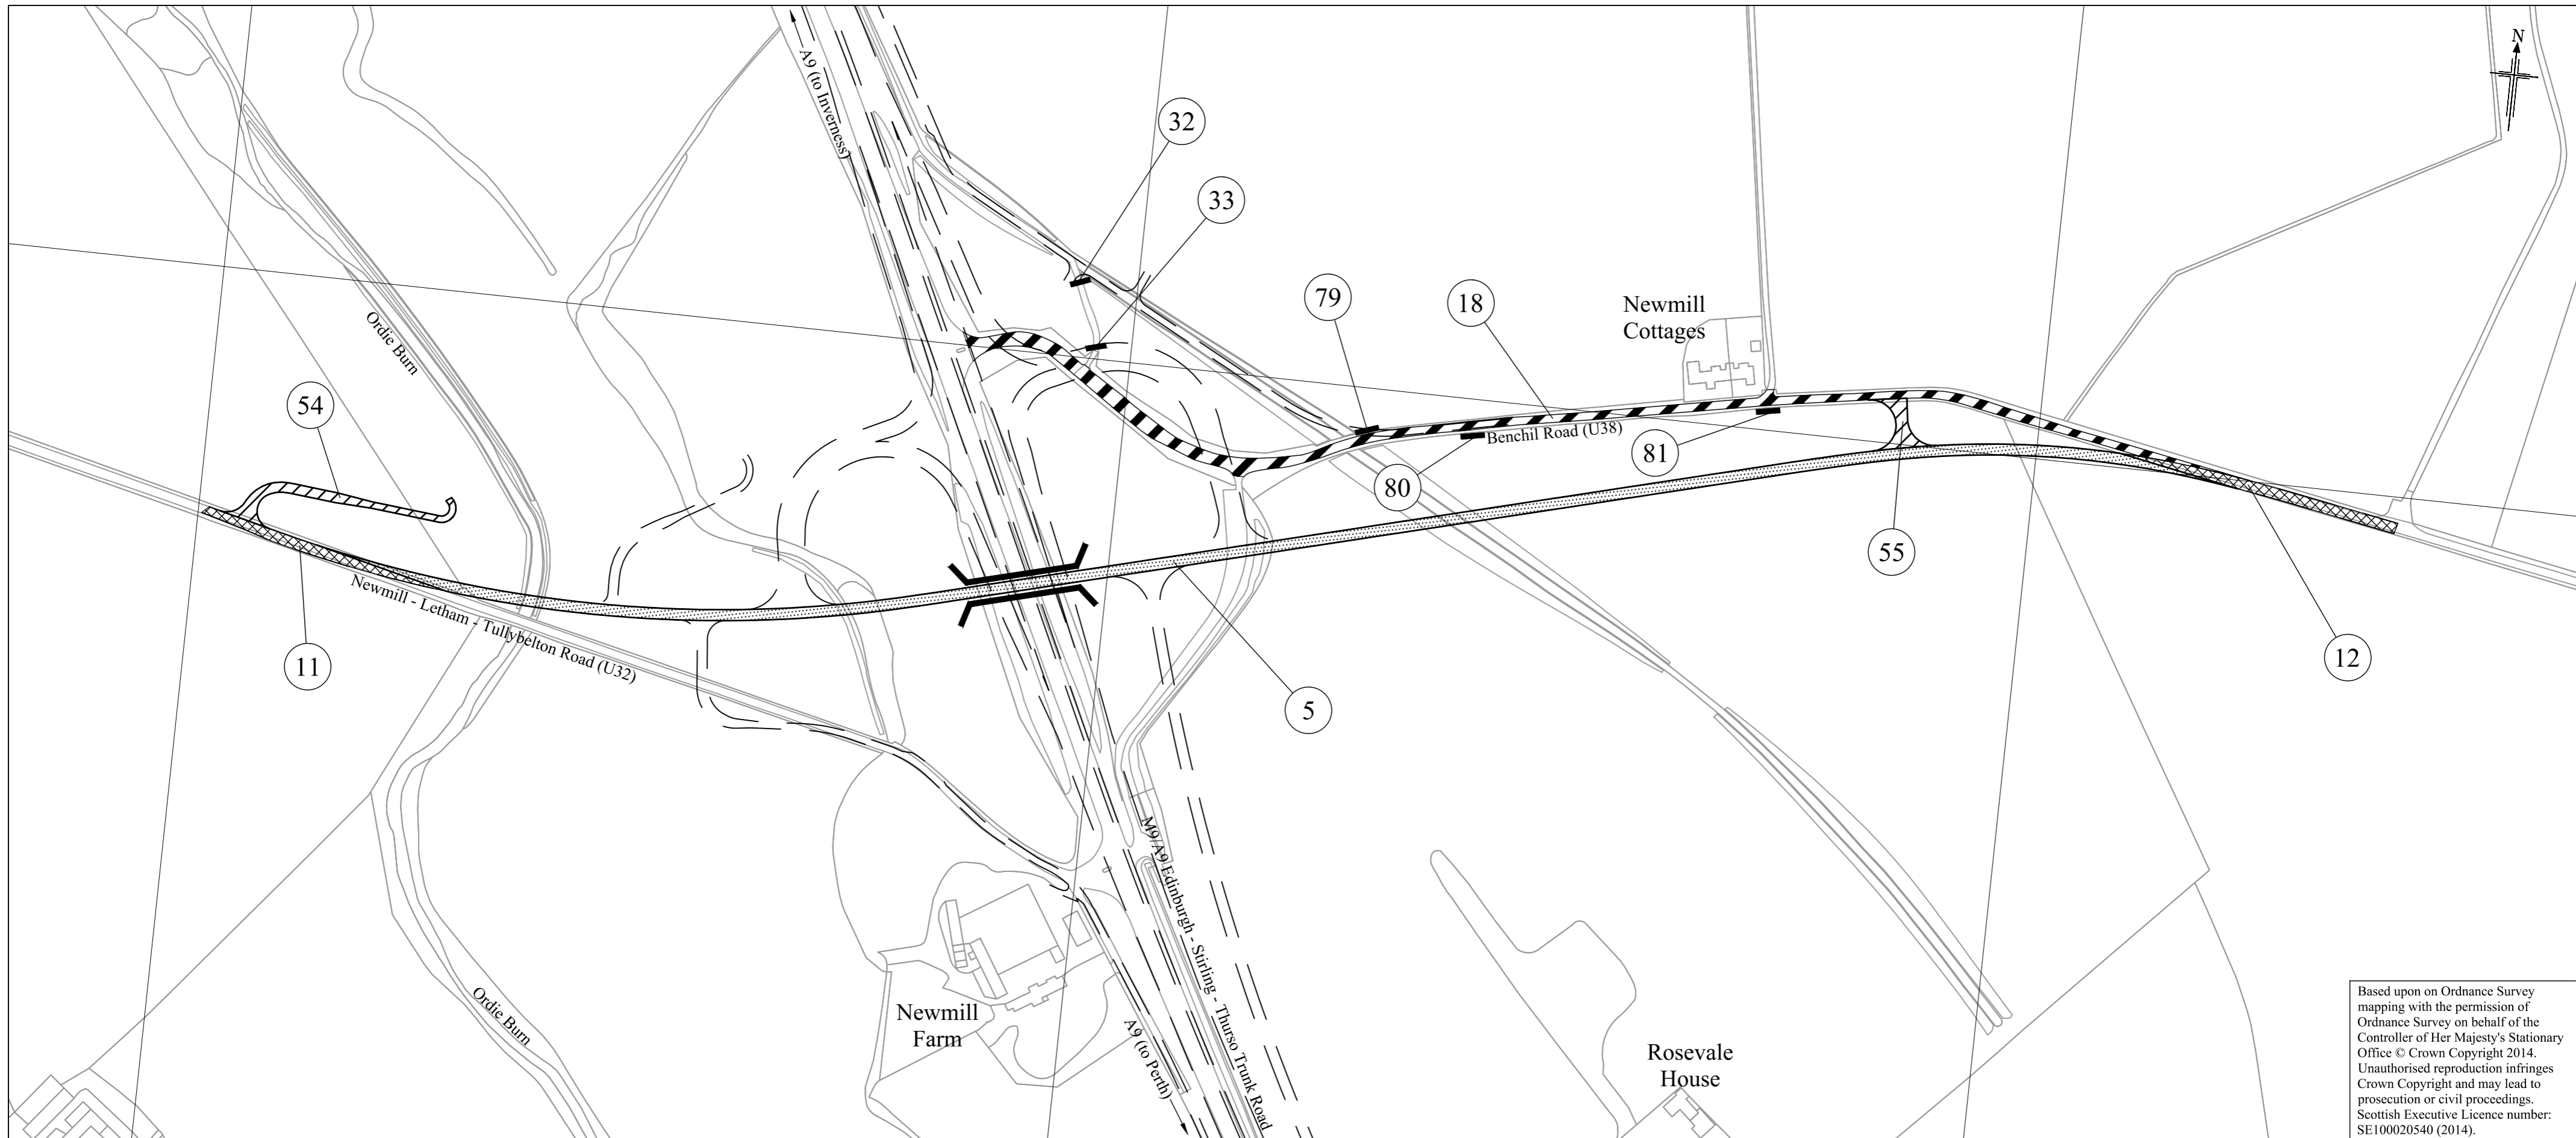 N
A9 (to Inverness)
32
33
79
18
Newmill
Cottages
Ordie Burn
54
Benchil Road (U38)
81
80
55
11
Newmill - Letham - Tullybelton Road (U32)
12
5
M9/A9 Edinburgh - Stirling - Thurso Trunk Road
Newmill
Farm
Ordie Burn
A9 (to Perth)
Rosevale
House
Based upon on Ordnance Survey
mapping with the permission of
Ordnance Survey on behalf of the
Controller of Her Majesty's Stationary
Office © Crown Copyright 2014.
Unauthorised reproduction infringes
Crown Copyright and may lead to
prosecution or civil proceedings.
Scottish Executive Licence number:
SE100020540 (2014).